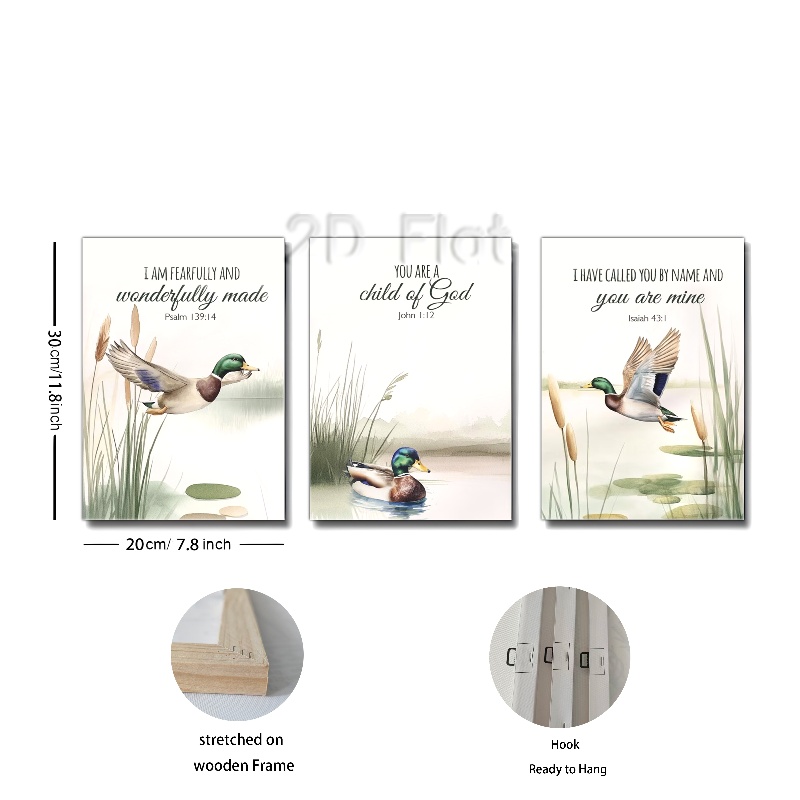 2D Flat
I AM FEARFULLY AND
wonderfully made
Psalm 139:14
YOU ARE A
child of God
John 1:12
I HAVE CALLED YOU BY NAME AND
you are mine
Isaiah 43:1
30cm/11.8inch
20cm/ 7.8 inch
stretched on
wooden Frame
Hook
Ready to Hang